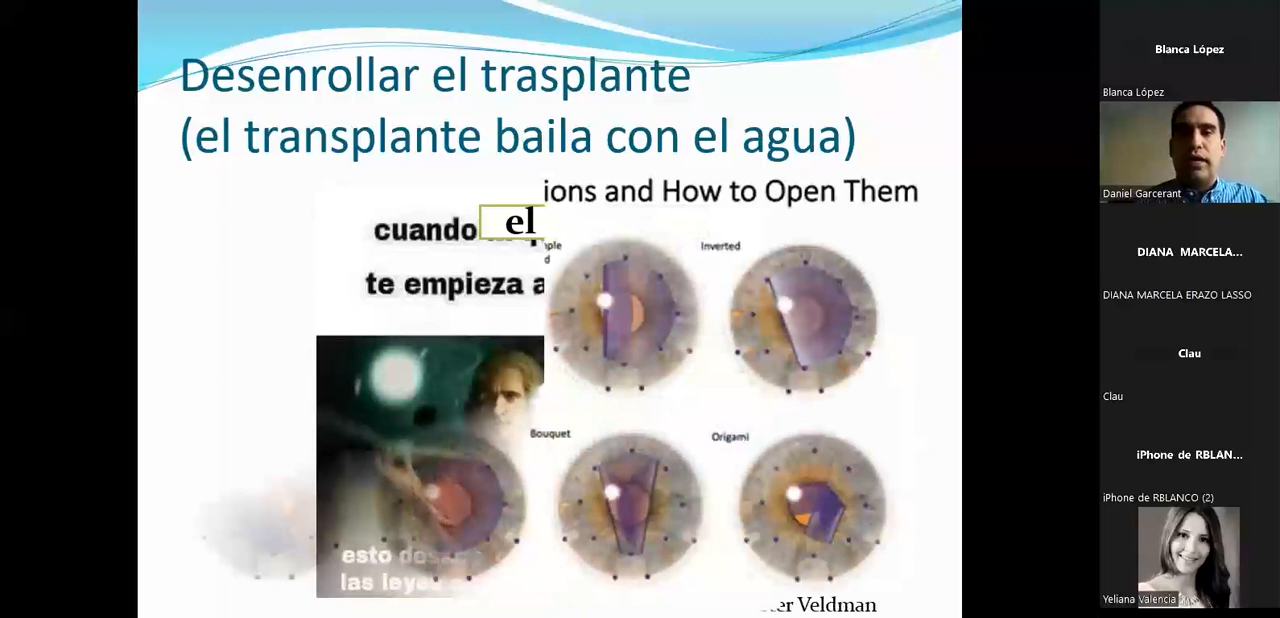 Desenrollar el trasplante
(el transplante baila con el agua)
ions and How to Open Them
cuando el
te empieza a
Inverted
Bouquet
Origami
esto
las
er Veldman
Blanca López
Blanca López
Daniel Garcerant
DIANA MARCELA...
DIANA MARCELA ERAZO LASSO
Clau
Clau
iPhone de RBLAN...
iPhone de RBLANCO (2)
Yeliana Valencia